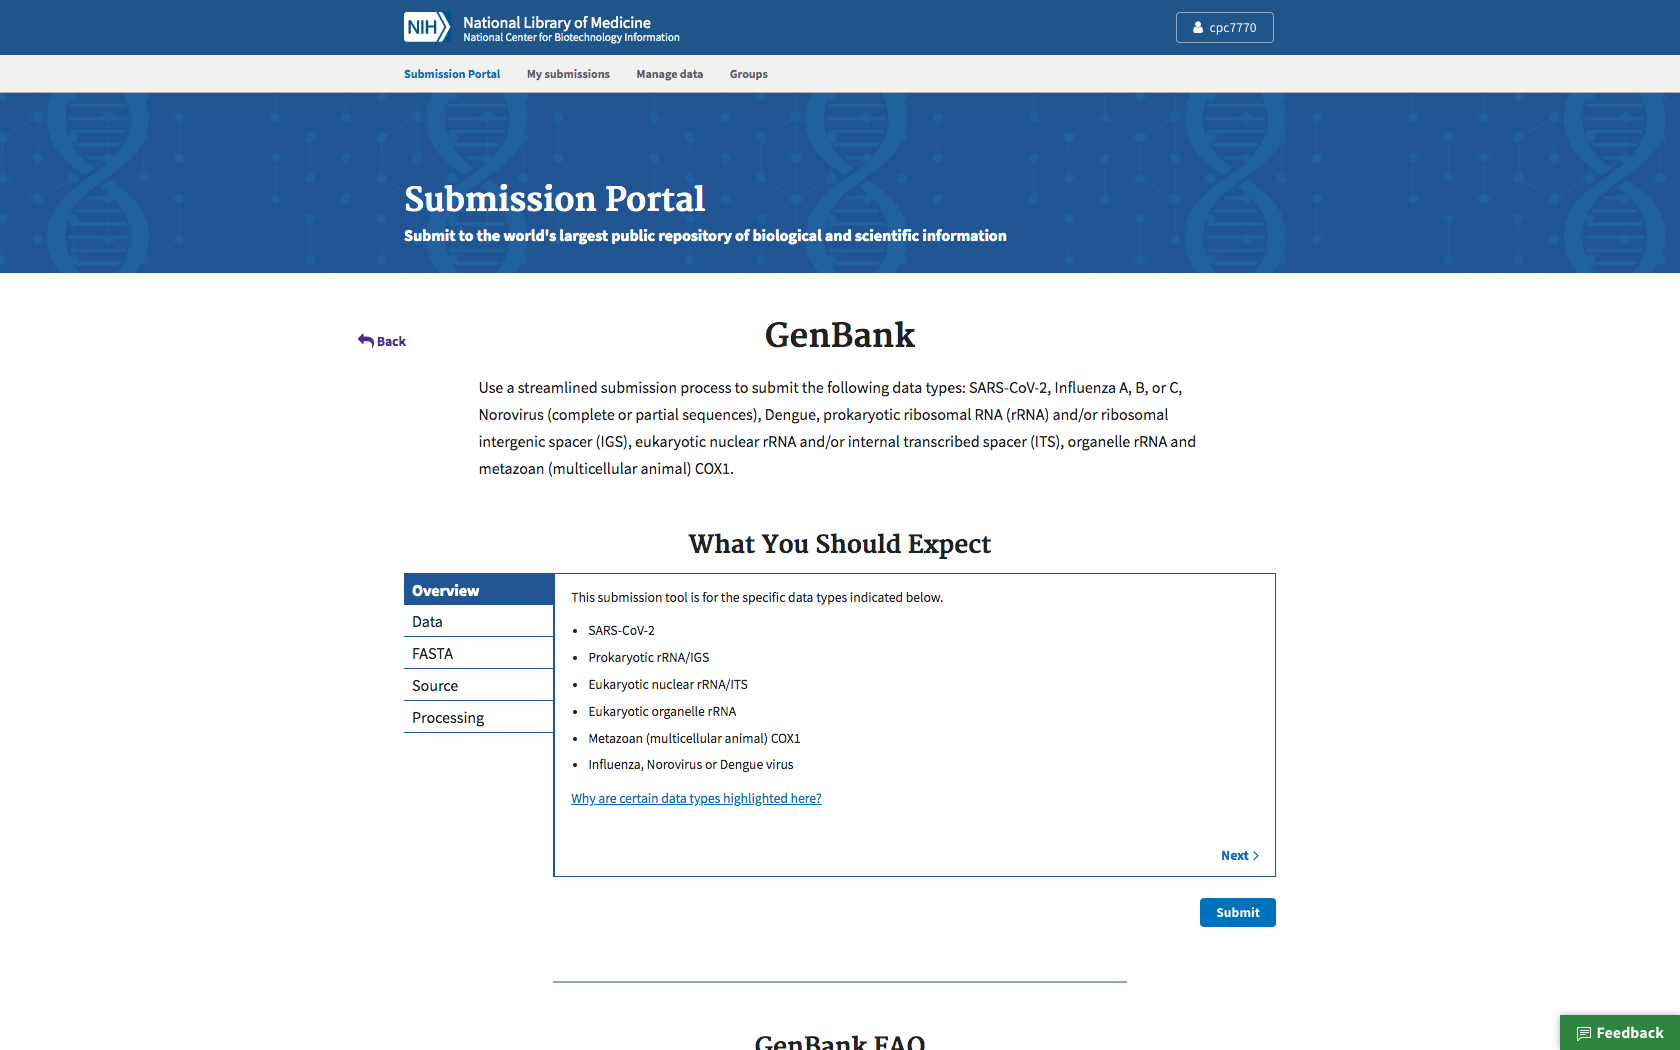 NIH
National Library of Medicine
National Center for Biotechnology Information
cpc7770
Submission Portal
My submissions
Manage data
Groups
Submission Portal
Submit to the world's largest public repository of biological and scientific information
Back
GenBank
Use a streamlined submission process to submit the following data types: SARS-CoV-2, Influenza A, B, or C,
Norovirus (complete or partial sequences), Dengue, prokaryotic ribosomal RNA (rRNA) and/or ribosomal
intergenic spacer (IGS), eukaryotic nuclear rRNA and/or internal transcribed spacer (ITS), organelle rRNA and
metazoan (multicellular animal) COX1.
What You Should Expect
Overview
Data
FASTA
Source
Processing
This submission tool is for the specific data types indicated below.
• SARS-CoV-2
• Prokaryotic rRNA/IGS
• Eukaryotic nuclear rRNA/ITS
• Eukaryotic organelle rRNA
• Metazoan (multicellular animal) COX1
• Influenza, Norovirus or Dengue virus
Why are certain data types highlighted here?
Next >
Submit
GenBank FAQ
Feedback